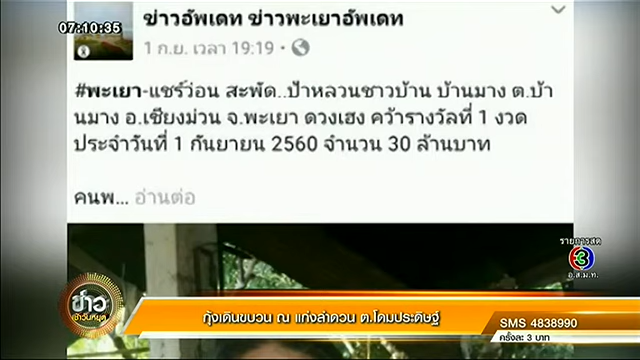 07:10:35
ข่าวอัพเดท ข่าวพะเยาอัพเดท
1 ก.ย. เวลา 19:19
#พะเยา-แชร์ว่อน สะพัด..ป้าหลวนชาวบ้าน บ้านมาง ต.บ้า
นมาง อ.เชียงม่วน จ.พะเยา ดวงเฮง คว้ารางวัลที่ 1 งวด
ประจำวันที่ 1 กันยายน 2560 จำนวน 30 ล้านบาท
คนพ... อ่านต่อ
รายการสด
3
อ.ส.ม.ท.
ข่าว
เช้าวันหยุด
กุ้งเดินขบวน ณ แก่งลำดวน ต.โดมประดิษฐ์
SMS 4838990
ครั้งละ 3 บาท